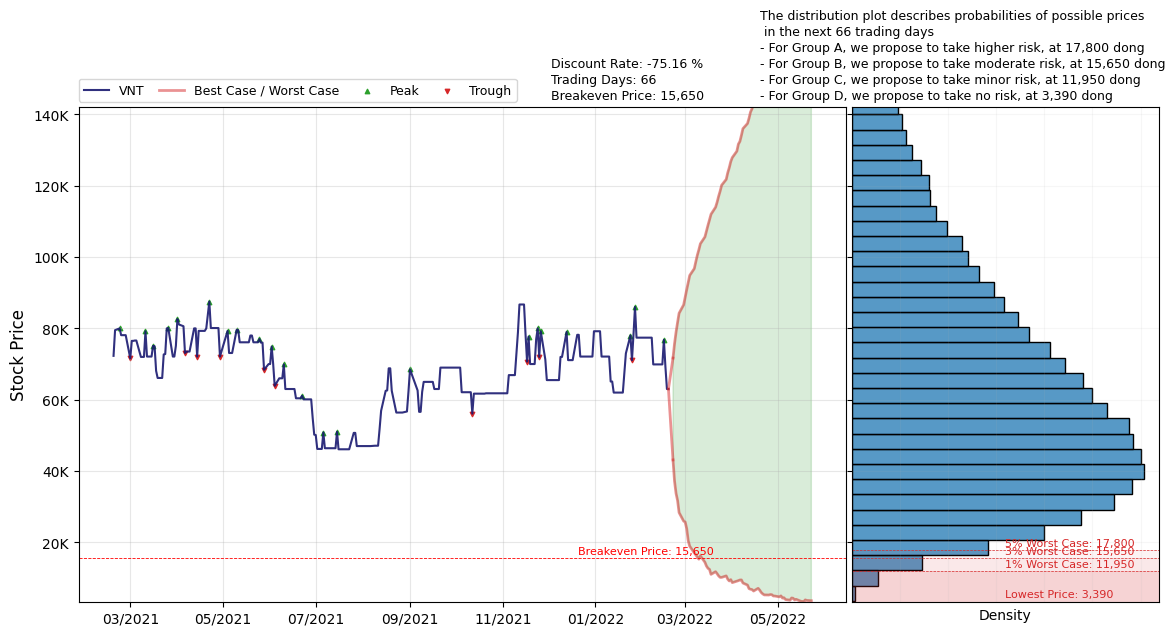 The distribution plot describes probabilities of possible prices
in the next 66 trading days
- For Group A, we propose to take higher risk, at 17,800 dong
- For Group B, we propose to take moderate risk, at 15,650 dong
- For Group C, we propose to take minor risk, at 11,950 dong
- For Group D, we propose to take no risk, at 3,390 dong
Discount Rate: -75.16 %
Trading Days: 66
Breakeven Price: 15,650
VNT
Best Case / Worst Case
Peak
Trough
Stock Price
140K
120K
100K
80K
60K
40K
20K
Breakeven Price: 15,650
5% Worst Case: 17,800
3% Worst Case: 15,650
1% Worst Case: 11,950
Lowest Price: 3,390
03/2021
05/2021
07/2021
09/2021
11/2021
01/2022
03/2022
05/2022
Density